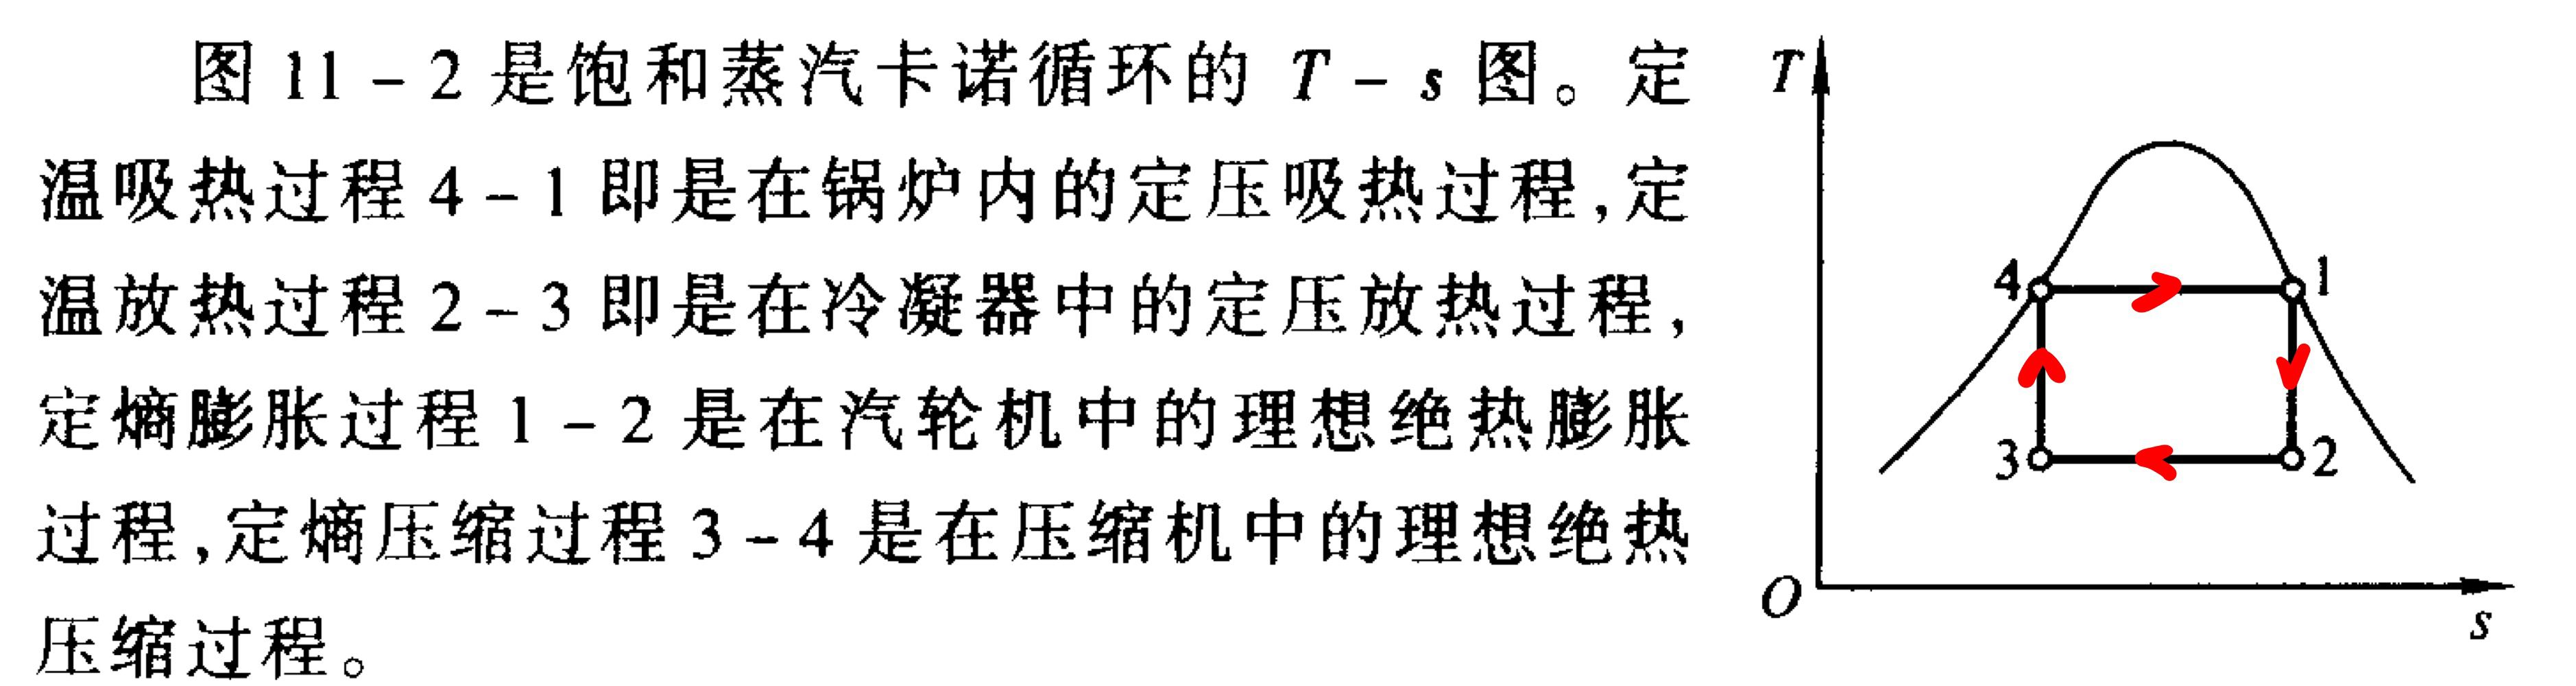 图 11 - 2 是饱和蒸汽卡诺循环的 T - s 图。定
温吸热过程 4 - 1 即是在锅炉内的定压吸热过程,定
温放热过程 2 - 3 即是在冷凝器中的定压放热过程,
定熵膨胀过程 1 - 2 是在汽轮机中的理想绝热膨胀
过程,定熵压缩过程 3 - 4 是在压缩机中的理想绝热
压缩过程。
T
4
1
3
2
O
s